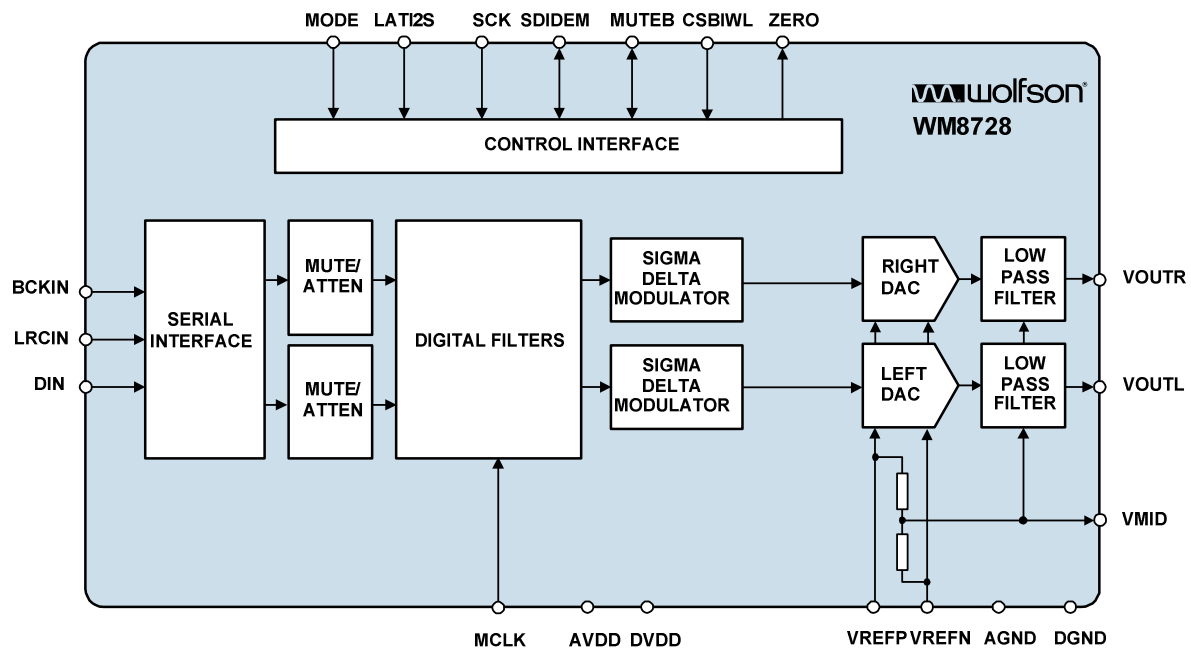 MODE LATI2S SCK SDIDEM MUTEB CSBIWL ZERO
wolfson®
WM8728
CONTROL INTERFACE
BCKIN
LRCIN
DIN
SERIAL
INTERFACE
MUTE/
ATTEN
MUTE/
ATTEN
DIGITAL FILTERS
SIGMA
DELTA
MODULATOR
SIGMA
DELTA
MODULATOR
RIGHT
DAC
LEFT
DAC
LOW
PASS
FILTER
LOW
PASS
FILTER
VOUTR
VOUTL
VMID
MCLK AVDD DVDD VREFP VREFN AGND DGND